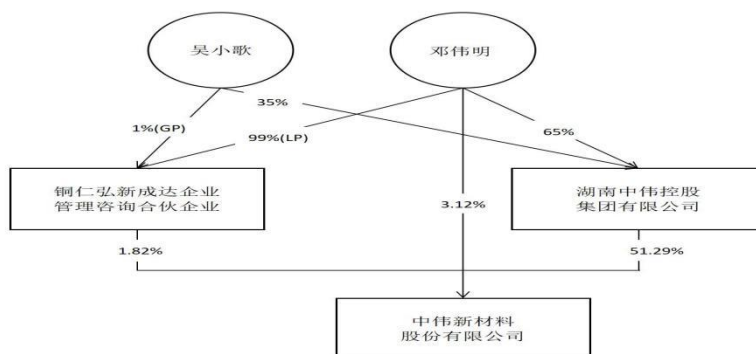 吴小歌
邓伟明
35%
1%(GP)
99%(LP)
65%
铜仁弘新成达企业
管理咨询合伙企业
湖南中伟控股
集团有限公司
3.12%
1.82%
51.29%
中伟新材料
股份有限公司